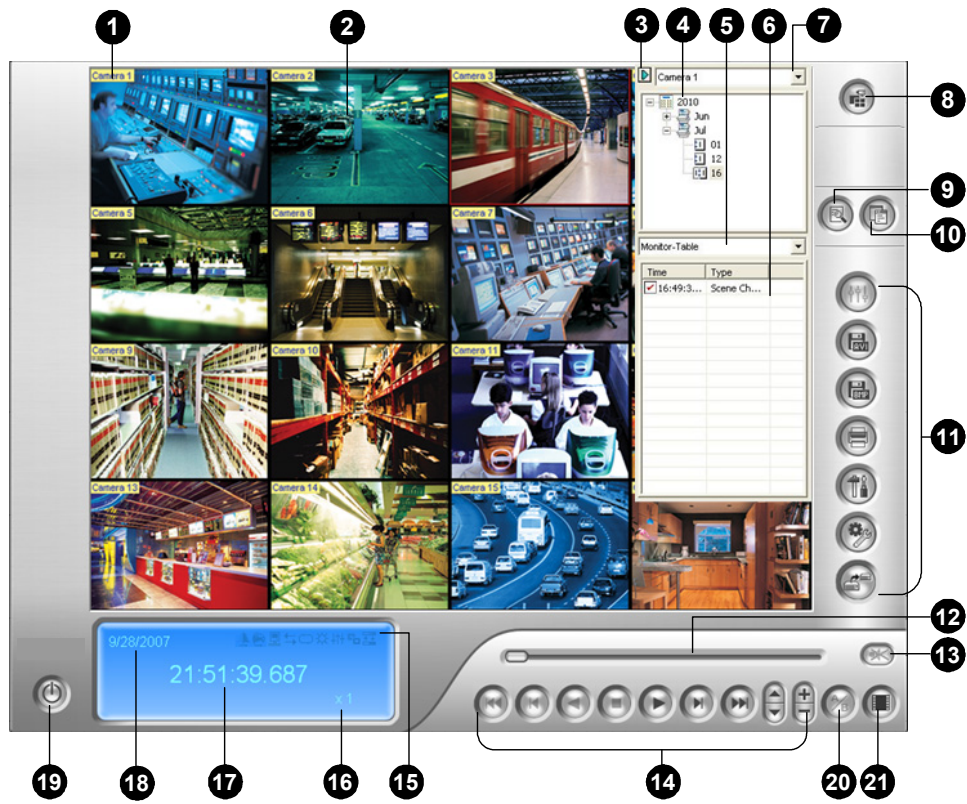 1 2 3 4 5 6 7
Camera 1 Camera 2 Camera 3 Camera 1
2010
Jun
Jul
01
12
16
8
9
10
Camera 5 Camera 6 Camera 7
Monitor-Table
Time Type
16:49:3... Scene Ch...
AVI
BMP
11
Camera 9 Camera 10 Camera 11
Camera 13 Camera 14 Camera 15
12
13
9/28/2007
21:51:39.687
x 1
19 18 17 16 15 14 20 21